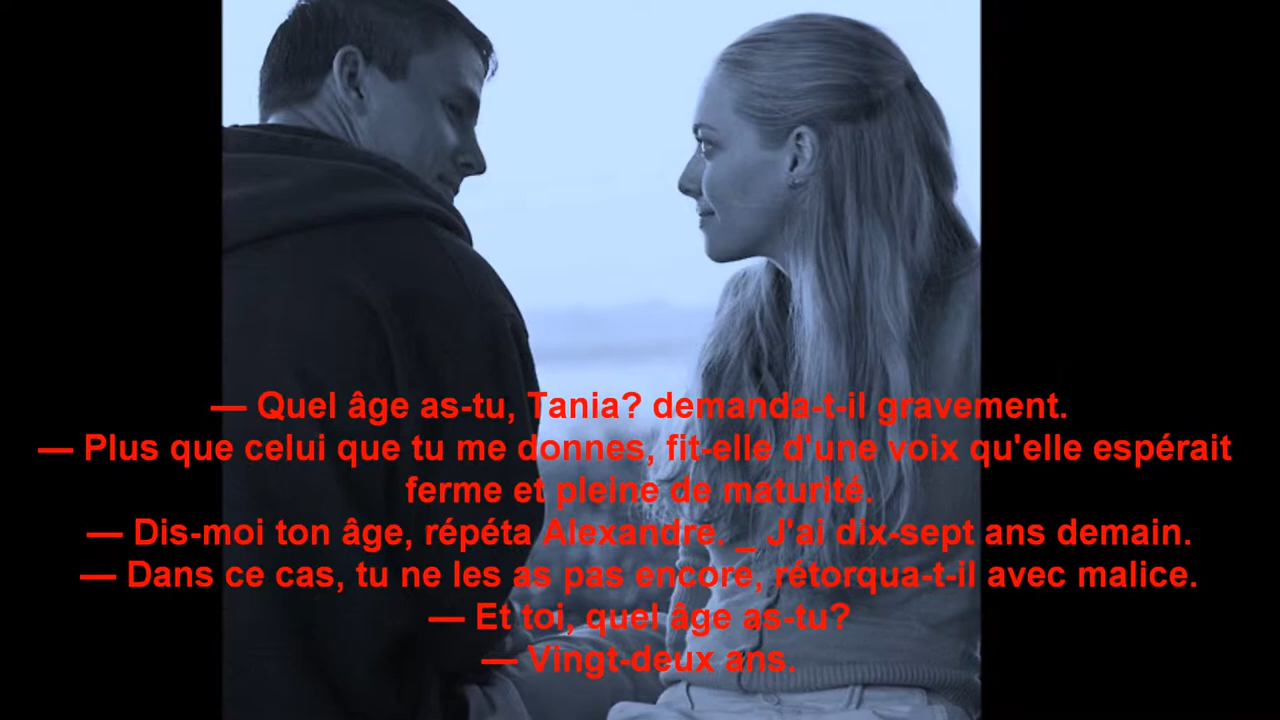 — Quel âge as-tu, Tania? demanda-t-il gravement.
— Plus que celui que tu me donnes, fit-elle d'une voix qu'elle espérait
ferme et pleine de maturité.
— Dis-moi ton âge, répéta Alexandre. _ J'ai dix-sept ans demain.
— Dans ce cas, tu ne les as pas encore, rétorqua-t-il avec malice.
— Et toi, quel âge as-tu?
— Vingt-deux ans.